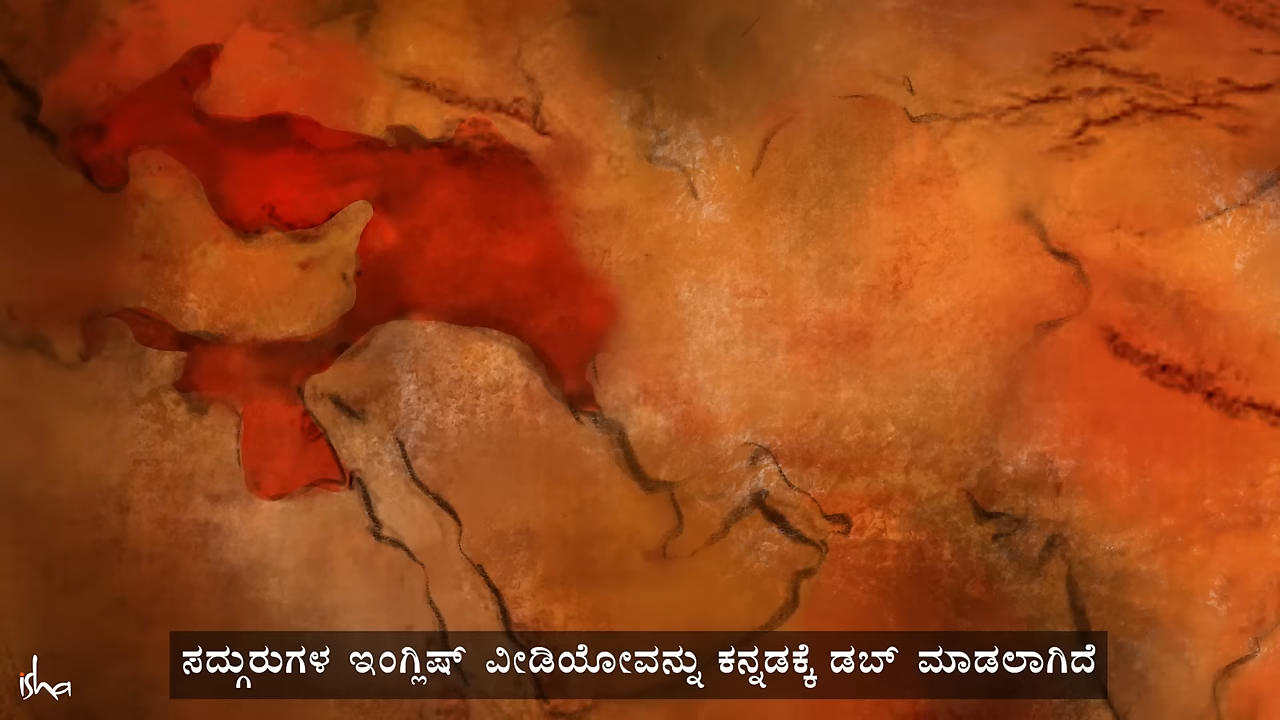 ಸದ್ಗುರುಗಳ ಇಂಗ್ಲಿಷ್ ವೀಡಿಯೋವನ್ನು ಕನ್ನಡಕ್ಕೆ ಡಬ್ ಮಾಡಲಾಗಿದೆ
isha